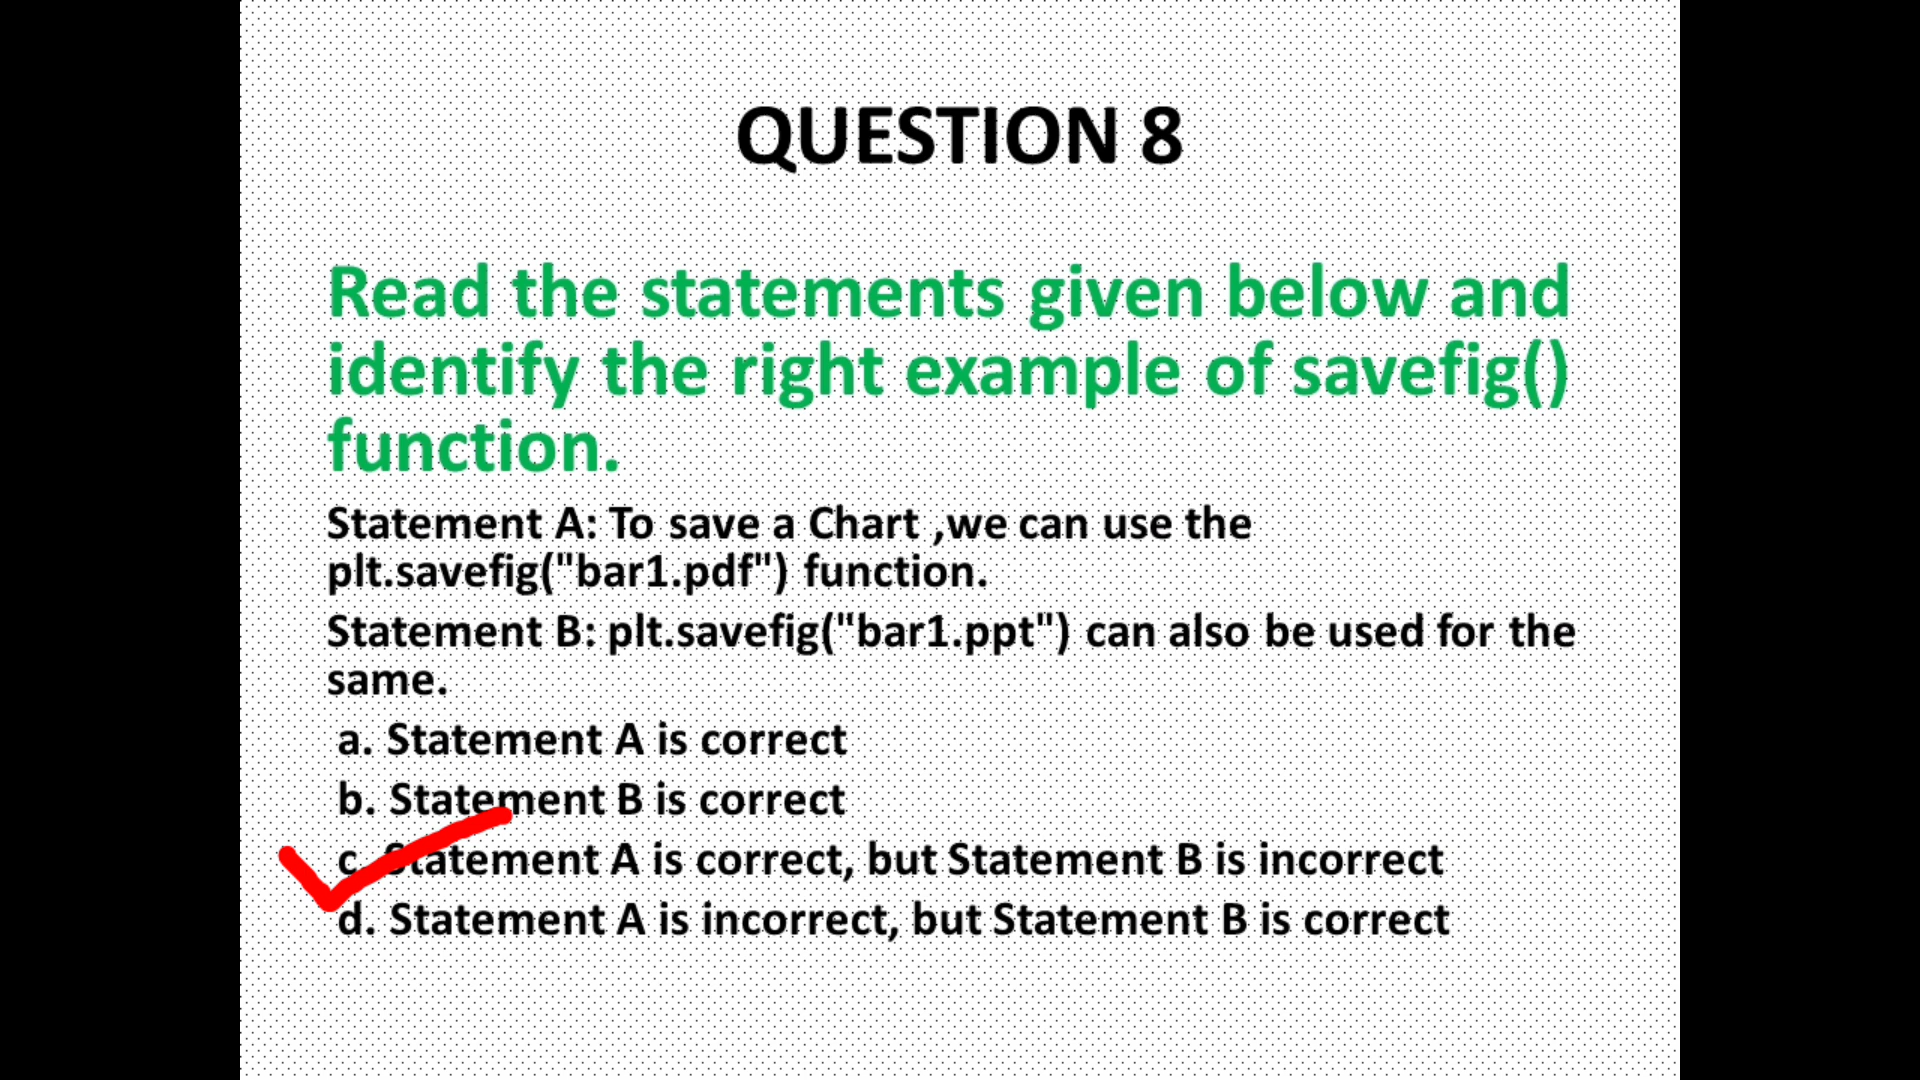 QUESTION 8
Read the statements given below and
identify the right example of savefig()
function.
Statement A: To save a Chart ,we can use the
plt.savefig("bar1.pdf") function.
Statement B: plt.savefig("bar1.ppt") can also be used for the
same.
a. Statement A is correct
b. Statement B is correct
c. Statement A is correct, but Statement B is incorrect
d. Statement A is incorrect, but Statement B is correct